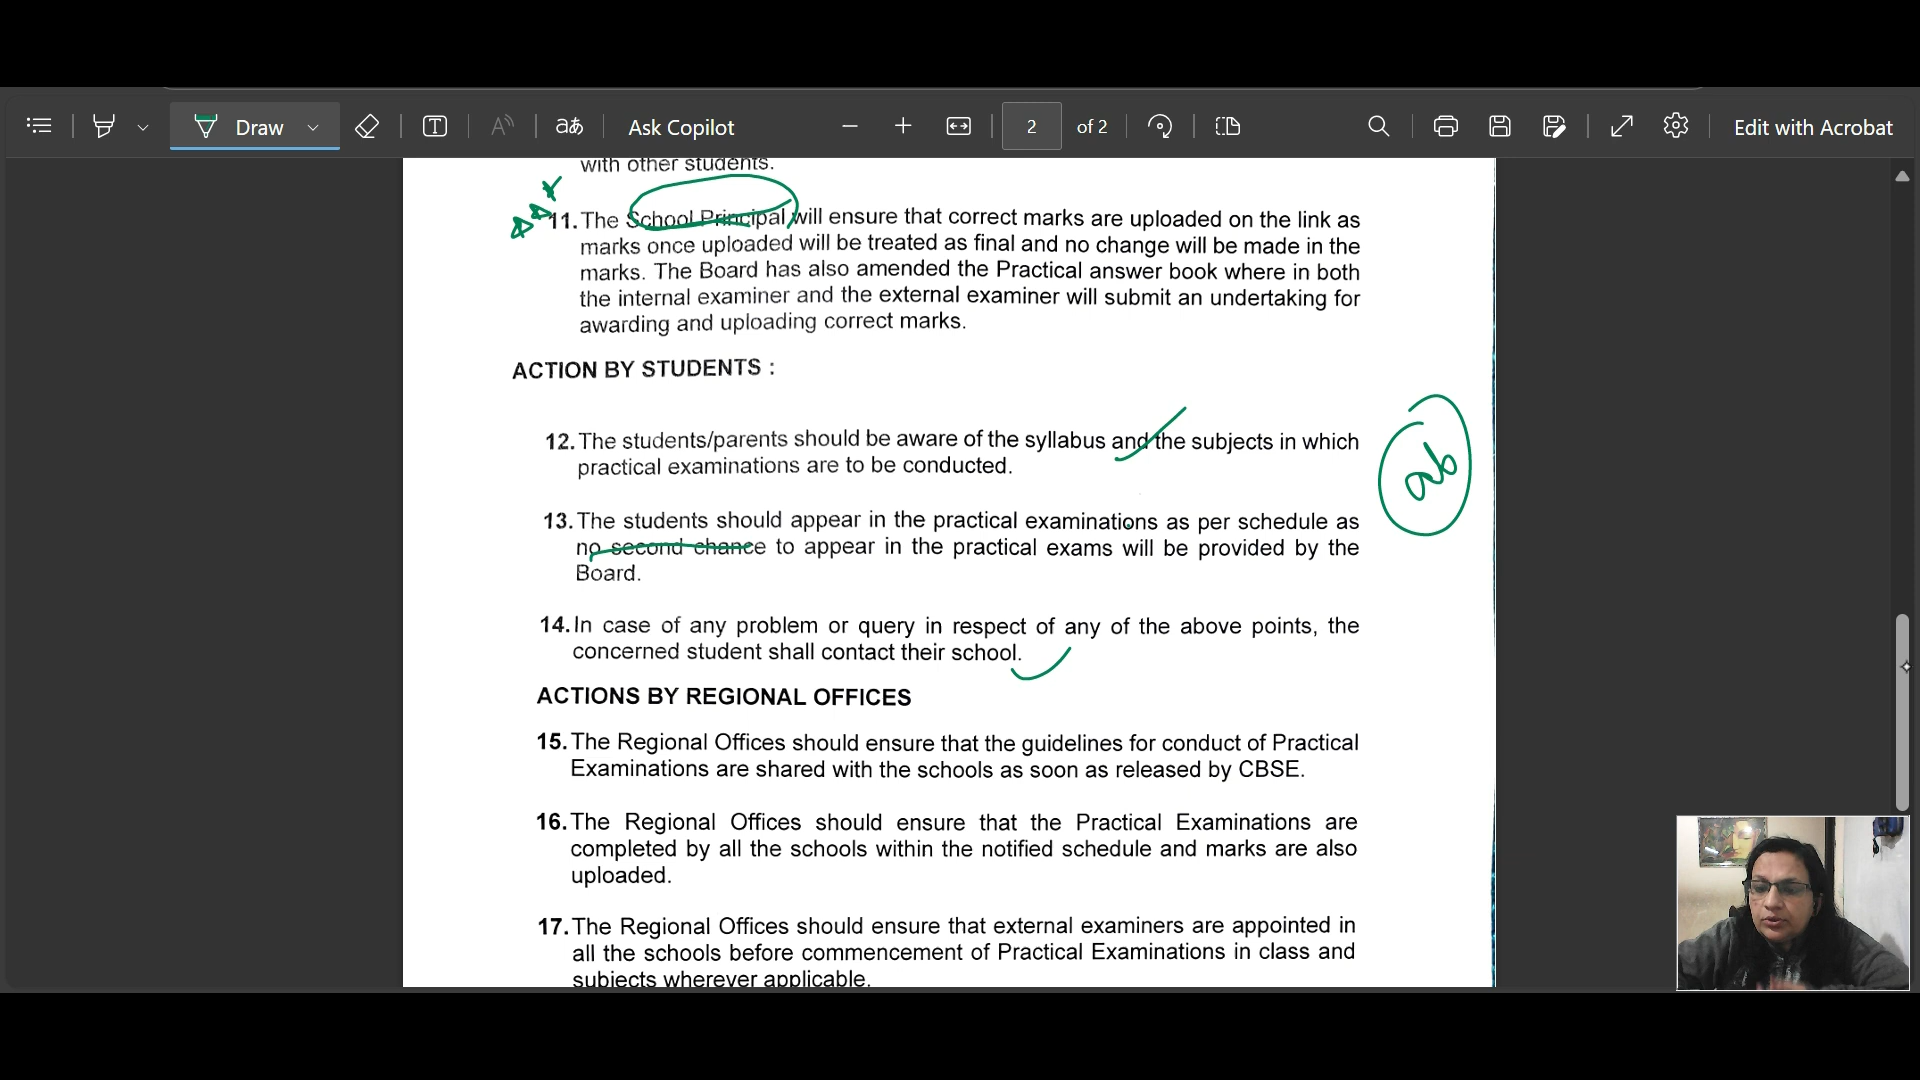 Draw
Ask Copilot
2
of 2
Edit with Acrobat
with other students.
11. The School Principal will ensure that correct marks are uploaded on the link as
marks once uploaded will be treated as final and no change will be made in the
marks. The Board has also amended the Practical answer book where in both
the internal examiner and the external examiner will submit an undertaking for
awarding and uploading correct marks.
ACTION BY STUDENTS :
12. The students/parents should be aware of the syllabus and the subjects in which
practical examinations are to be conducted.
ab
13. The students should appear in the practical examinations as per schedule as
no second chance to appear in the practical exams will be provided by the
Board.
14. In case of any problem or query in respect of any of the above points, the
concerned student shall contact their school.
ACTIONS BY REGIONAL OFFICES
15. The Regional Offices should ensure that the guidelines for conduct of Practical
Examinations are shared with the schools as soon as released by CBSE.
16. The Regional Offices should ensure that the Practical Examinations are
completed by all the schools within the notified schedule and marks are also
uploaded.
17. The Regional Offices should ensure that external examiners are appointed in
all the schools before commencement of Practical Examinations in class and
subjects wherever applicable.